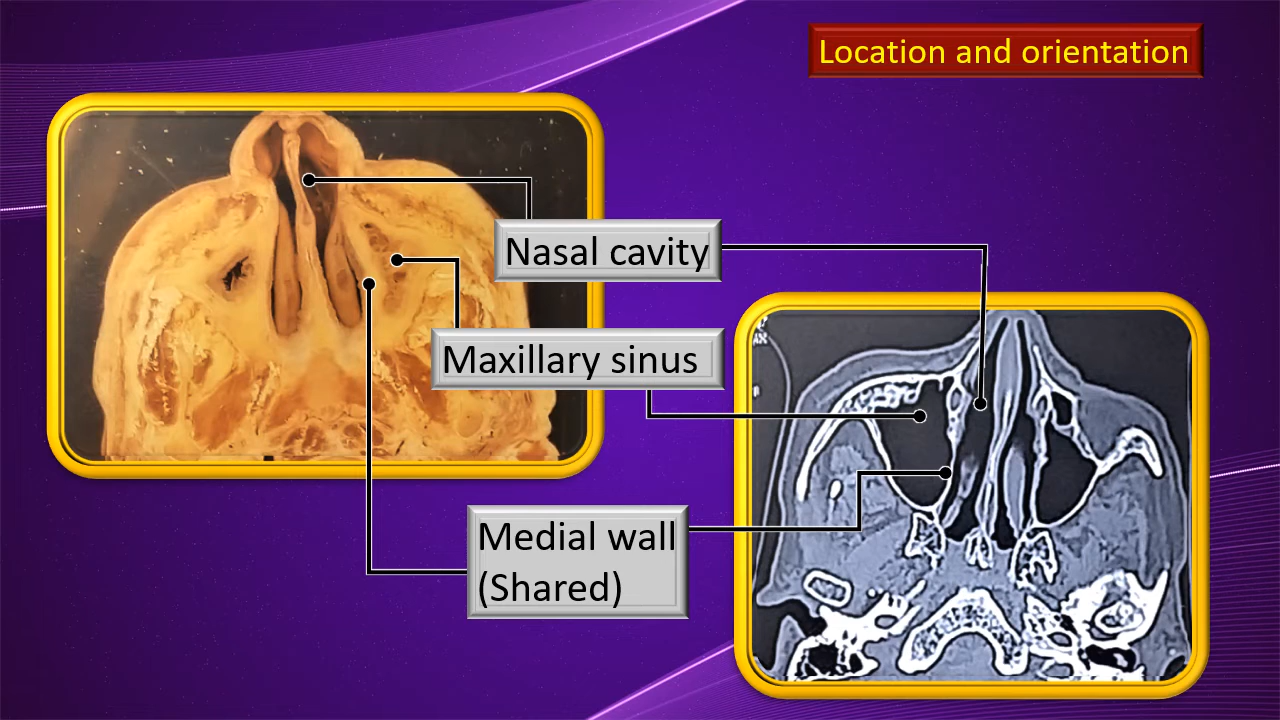 Location and orientation
Nasal cavity
Maxillary sinus
Medial wall
(Shared)